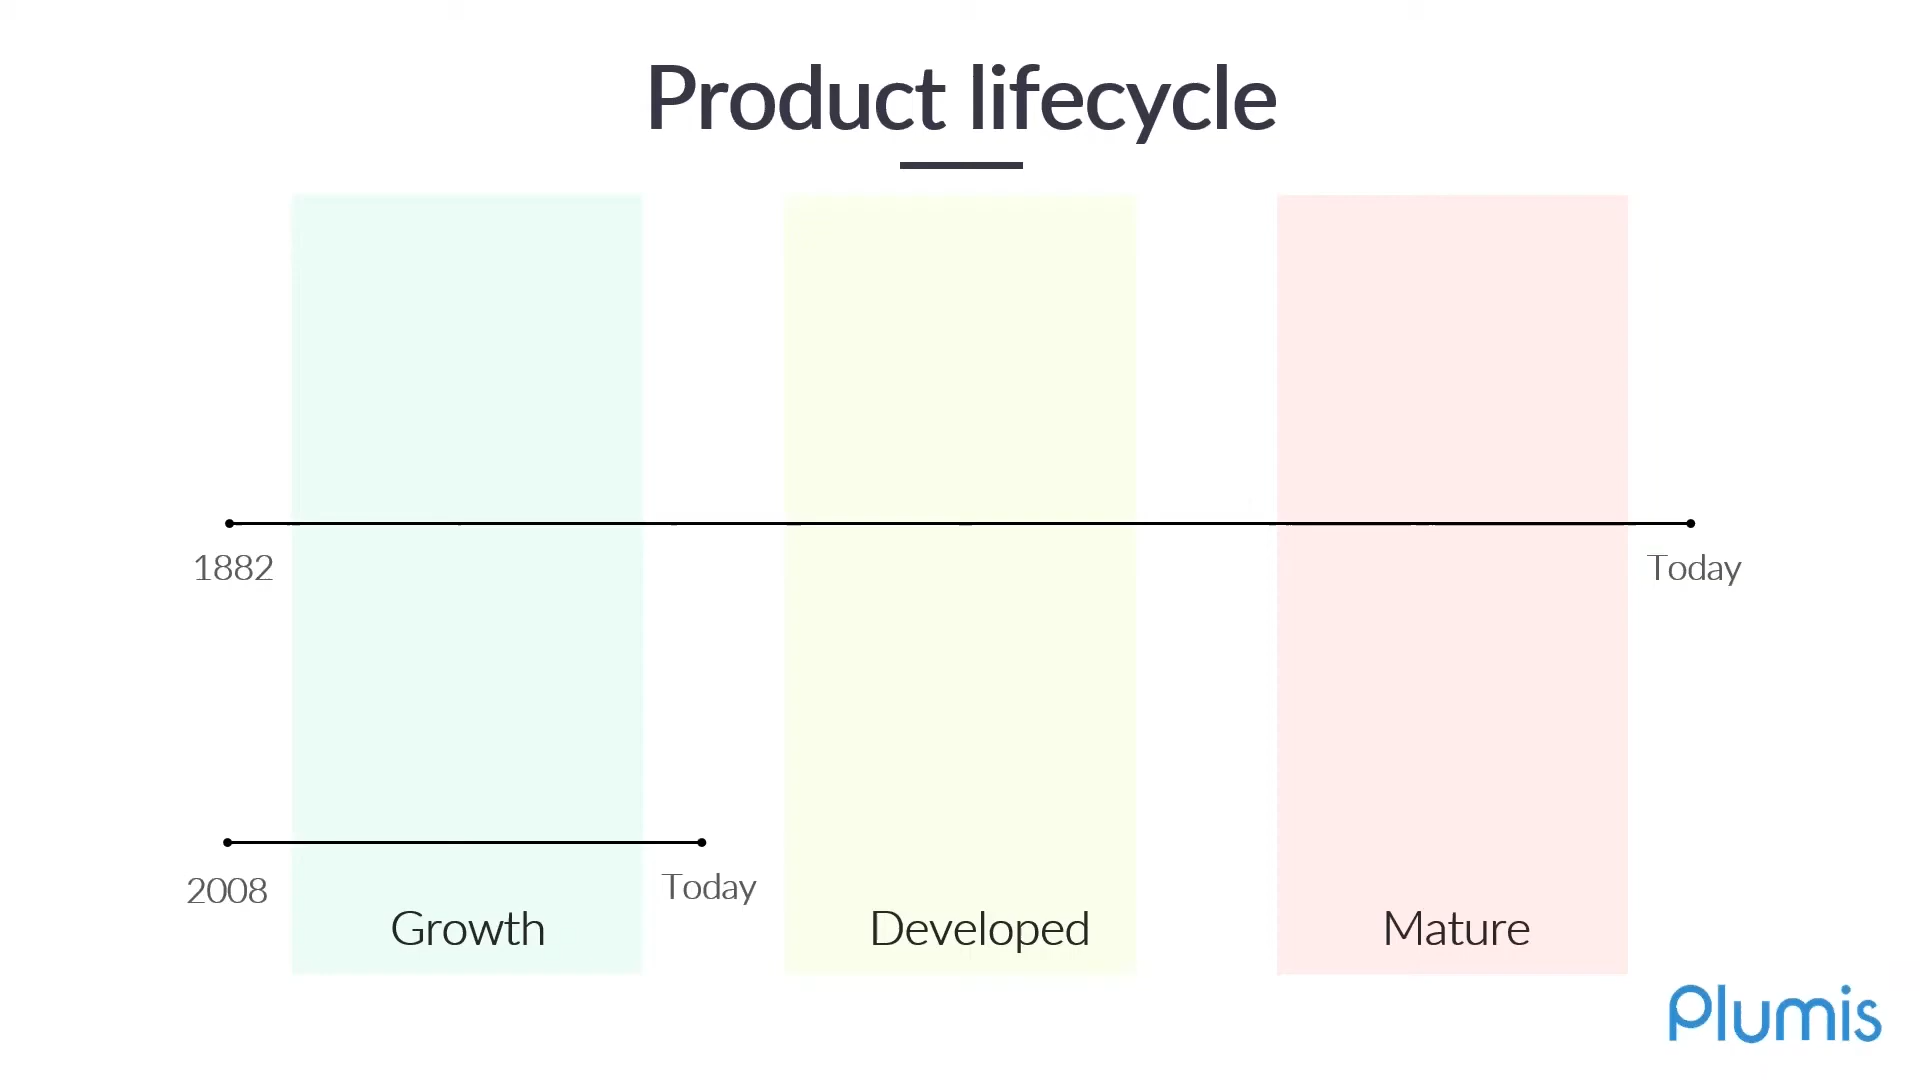 Product lifecycle
1882
Today
2008
Today
Growth
Developed
Mature
Plumis